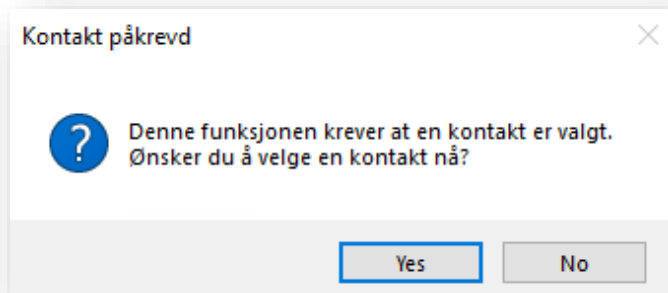 Kontakt påkrevd
Denne funksjonen krever at en kontakt er valgt.
Ønsker du å velge en kontakt nå?
Yes
No